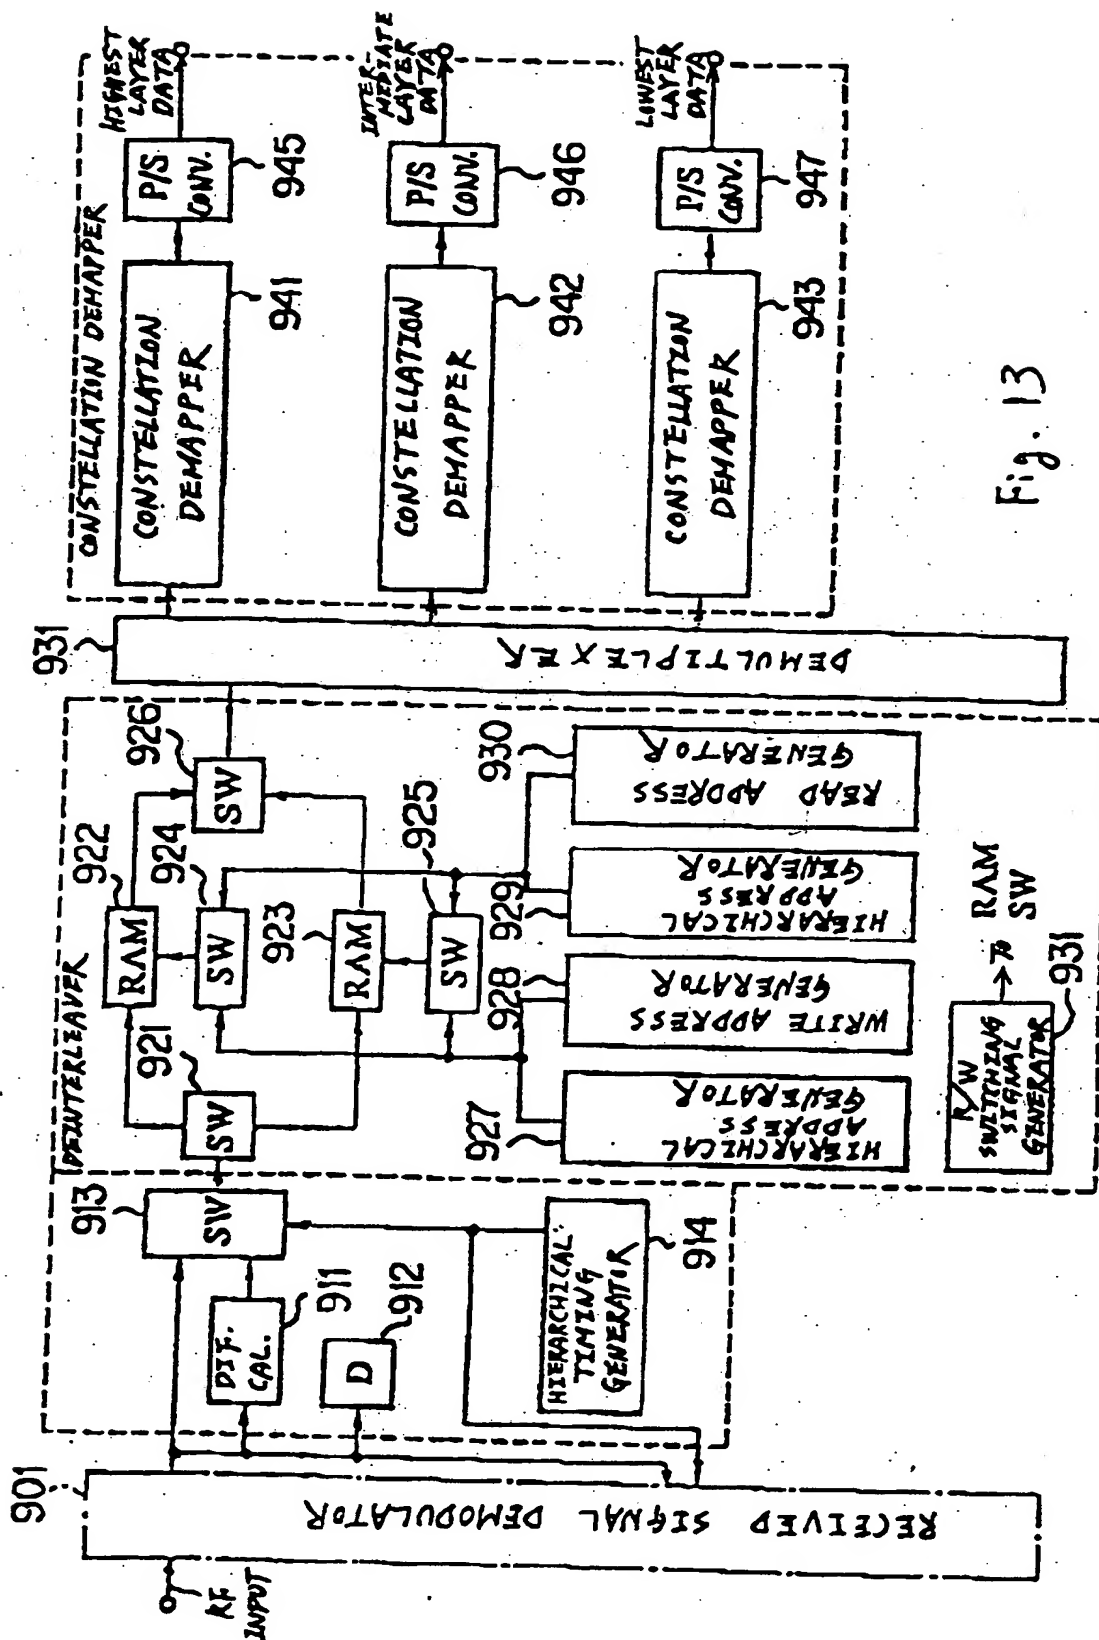 901
RF
INPUT
RECEIVED SIGNAL DEMODULATOR
913
SW
DIF.
CAL.
911
D
912
HIERARCHICAL
TIMING
GENERATOR
914
DEINTERLEAVER
921
SW
922
RAM
924
SW
923
RAM
925
SW
926
SW
927
HIERARCHICAL
ADDRESS
GENERATOR
928
WRITE ADDRESS
GENERATOR
929
HIERARCHICAL
ADDRESS
GENERATOR
930
READ ADDRESS
GENERATOR
R/W
SWITCHING
SIGNAL
GENERATOR
931
To RAM
SW
931
DEMULTIPLEXER
CONSTELLATION DEMAPPER
CONSTELLATION
DEMAPPER
941
P/S
CONV.
945
HIGHEST
LAYER
DATA
CONSTELLATION
DEMAPPER
942
P/S
CONV.
946
INTER-
MEDIATE
LAYER
DATA
CONSTELLATION
DEMAPPER
943
P/S
CONV.
947
LOWEST
LAYER
DATA
Fig. 13